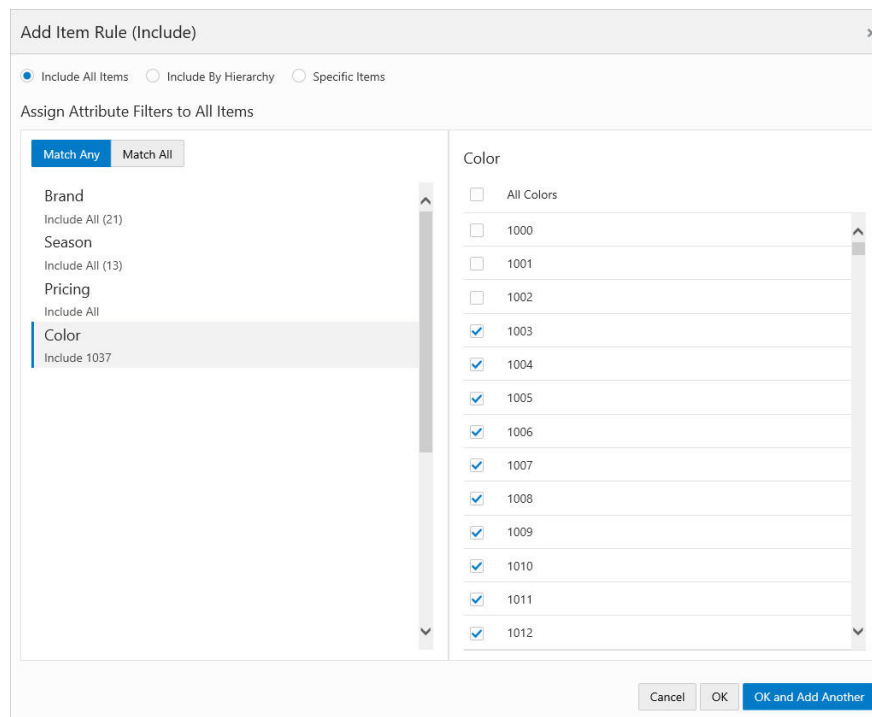 Add Item Rule (Include)
Include All Items Include By Hierarchy Specific Items
Assign Attribute Filters to All Items
Match Any Match All
Brand
Include All (21)
Season
Include All (13)
Pricing
Include All
Color
Include 1037
Color
All Colors
1000
1001
1002
1003
1004
1005
1006
1007
1008
1009
1010
1011
1012
Cancel OK OK and Add Another